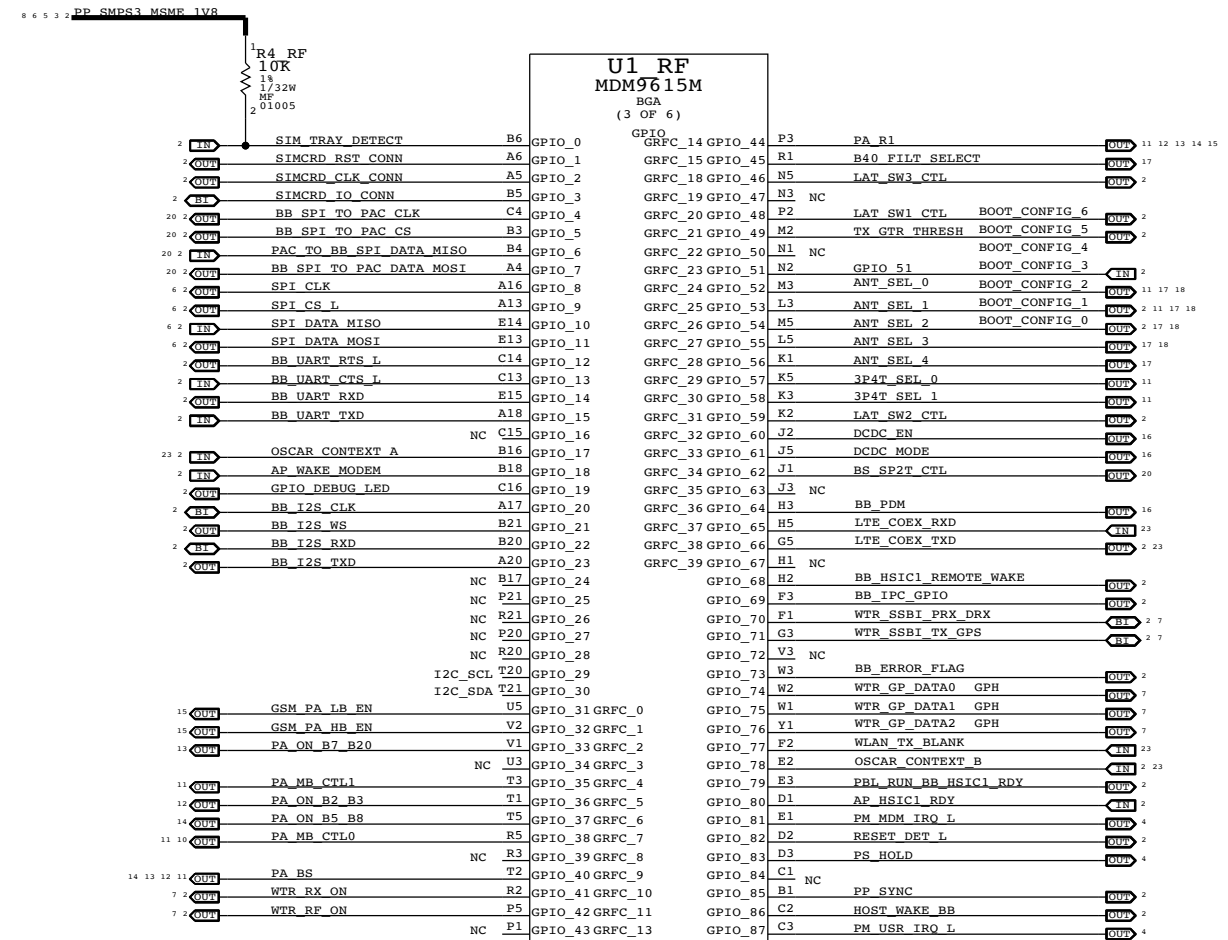 8 6 5 3 2 PP_SMPS3_MSME_1V8
1 R4_RF
10K
1%
1/32W
MF
2 01005
U1_RF
MDM9615M
BGA
(3 OF 6)
GPIO
2 IN SIM_TRAY_DETECT B6 GPIO_0 GRFC_14 GPIO_44 P3 PA_R1 OUT 11 12 13 14 15
2 OUT SIMCRD_RST_CONN A6 GPIO_1 GRFC_15 GPIO_45 R1 B40_FILT_SELECT OUT 17
2 OUT SIMCRD_CLK_CONN A5 GPIO_2 GRFC_18 GPIO_46 N5 LAT_SW3_CTL OUT 2
2 BI SIMCRD_IO_CONN B5 GPIO_3 GRFC_19 GPIO_47 N3 NC
20 2 OUT BB_SPI_TO_PAC_CLK C4 GPIO_4 GRFC_20 GPIO_48 P2 LAT_SW1_CTL BOOT_CONFIG_6 OUT 2
20 2 OUT BB_SPI_TO_PAC_CS B3 GPIO_5 GRFC_21 GPIO_49 M2 TX_GTR_THRESH BOOT_CONFIG_5 OUT 2
20 2 IN PAC_TO_BB_SPI_DATA_MISO B4 GPIO_6 GRFC_22 GPIO_50 N1 NC BOOT_CONFIG_4
20 2 OUT BB_SPI_TO_PAC_DATA_MOSI A4 GPIO_7 GRFC_23 GPIO_51 N2 GPIO_51 BOOT_CONFIG_3 IN 2
6 2 OUT SPI_CLK A16 GPIO_8 GRFC_24 GPIO_52 M3 ANT_SEL_0 BOOT_CONFIG_2 OUT 11 17 18
6 2 OUT SPI_CS_L A13 GPIO_9 GRFC_25 GPIO_53 L3 ANT_SEL_1 BOOT_CONFIG_1 OUT 2 11 17 18
6 2 IN SPI_DATA_MISO E14 GPIO_10 GRFC_26 GPIO_54 M5 ANT_SEL_2 BOOT_CONFIG_0 OUT 2 17 18
6 2 OUT SPI_DATA_MOSI E13 GPIO_11 GRFC_27 GPIO_55 L5 ANT_SEL_3 OUT 17 18
2 OUT BB_UART_RTS_L C14 GPIO_12 GRFC_28 GPIO_56 K1 ANT_SEL_4 OUT 17
2 IN BB_UART_CTS_L C13 GPIO_13 GRFC_29 GPIO_57 K5 3P4T_SEL_0 OUT 11
2 OUT BB_UART_RXD E15 GPIO_14 GRFC_30 GPIO_58 K3 3P4T_SEL_1 OUT 11
2 IN BB_UART_TXD A18 GPIO_15 GRFC_31 GPIO_59 K2 LAT_SW2_CTL OUT 2
NC C15 GPIO_16 GRFC_32 GPIO_60 J2 DCDC_EN OUT 16
23 2 IN OSCAR_CONTEXT_A B16 GPIO_17 GRFC_33 GPIO_61 J5 DCDC_MODE OUT 16
2 IN AP_WAKE_MODEM B18 GPIO_18 GRFC_34 GPIO_62 J1 BS_SP2T_CTL OUT 20
2 OUT GPIO_DEBUG_LED C16 GPIO_19 GRFC_35 GPIO_63 J3 NC
2 BI BB_I2S_CLK A17 GPIO_20 GRFC_36 GPIO_64 H3 BB_PDM OUT 16
2 OUT BB_I2S_WS B21 GPIO_21 GRFC_37 GPIO_65 H5 LTE_COEX_RXD IN 23
2 BI BB_I2S_RXD B20 GPIO_22 GRFC_38 GPIO_66 G5 LTE_COEX_TXD OUT 2 23
2 OUT BB_I2S_TXD A20 GPIO_23 GRFC_39 GPIO_67 H1 NC
NC B17 GPIO_24 GPIO_68 H2 BB_HSIC1_REMOTE_WAKE OUT 2
NC P21 GPIO_25 GPIO_69 F3 BB_IPC_GPIO OUT 2
NC R21 GPIO_26 GPIO_70 F1 WTR_SSBI_PRX_DRX BI 2 7
NC P20 GPIO_27 GPIO_71 G3 WTR_SSBI_TX_GPS BI 2 7
NC R20 GPIO_28 GPIO_72 V3 NC
I2C_SCL T20 GPIO_29 GPIO_73 W3 BB_ERROR_FLAG OUT 2
I2C_SDA T21 GPIO_30 GPIO_74 W2 WTR_GP_DATA0 GPH OUT 7
15 OUT GSM_PA_LB_EN U5 GPIO_31 GRFC_0 GPIO_75 W1 WTR_GP_DATA1 GPH OUT 7
15 OUT GSM_PA_HB_EN V2 GPIO_32 GRFC_1 GPIO_76 Y1 WTR_GP_DATA2 GPH OUT 7
13 OUT PA_ON_B7_B20 V1 GPIO_33 GRFC_2 GPIO_77 F2 WLAN_TX_BLANK IN 23
NC U3 GPIO_34 GRFC_3 GPIO_78 E2 OSCAR_CONTEXT_B IN 2 23
11 OUT PA_MB_CTL1 T3 GPIO_35 GRFC_4 GPIO_79 E3 PBL_RUN_BB_HSIC1_RDY OUT 2
12 OUT PA_ON_B2_B3 T1 GPIO_36 GRFC_5 GPIO_80 D1 AP_HSIC1_RDY IN 2
14 OUT PA_ON_B5_B8 T5 GPIO_37 GRFC_6 GPIO_81 E1 PM_MDM_IRQ_L OUT 4
11 10 OUT PA_MB_CTL0 R5 GPIO_38 GRFC_7 GPIO_82 D2 RESET_DET_L OUT 2
NC R3 GPIO_39 GRFC_8 GPIO_83 D3 PS_HOLD OUT 4
14 13 12 11 OUT PA_BS T2 GPIO_40 GRFC_9 GPIO_84 C1 NC
7 2 OUT WTR_RX_ON R2 GPIO_41 GRFC_10 GPIO_85 B1 PP_SYNC OUT 2
7 2 OUT WTR_RF_ON P5 GPIO_42 GRFC_11 GPIO_86 C2 HOST_WAKE_BB OUT 2
NC P1 GPIO_43 GRFC_13 GPIO_87 C3 PM_USR_IRQ_L OUT 4